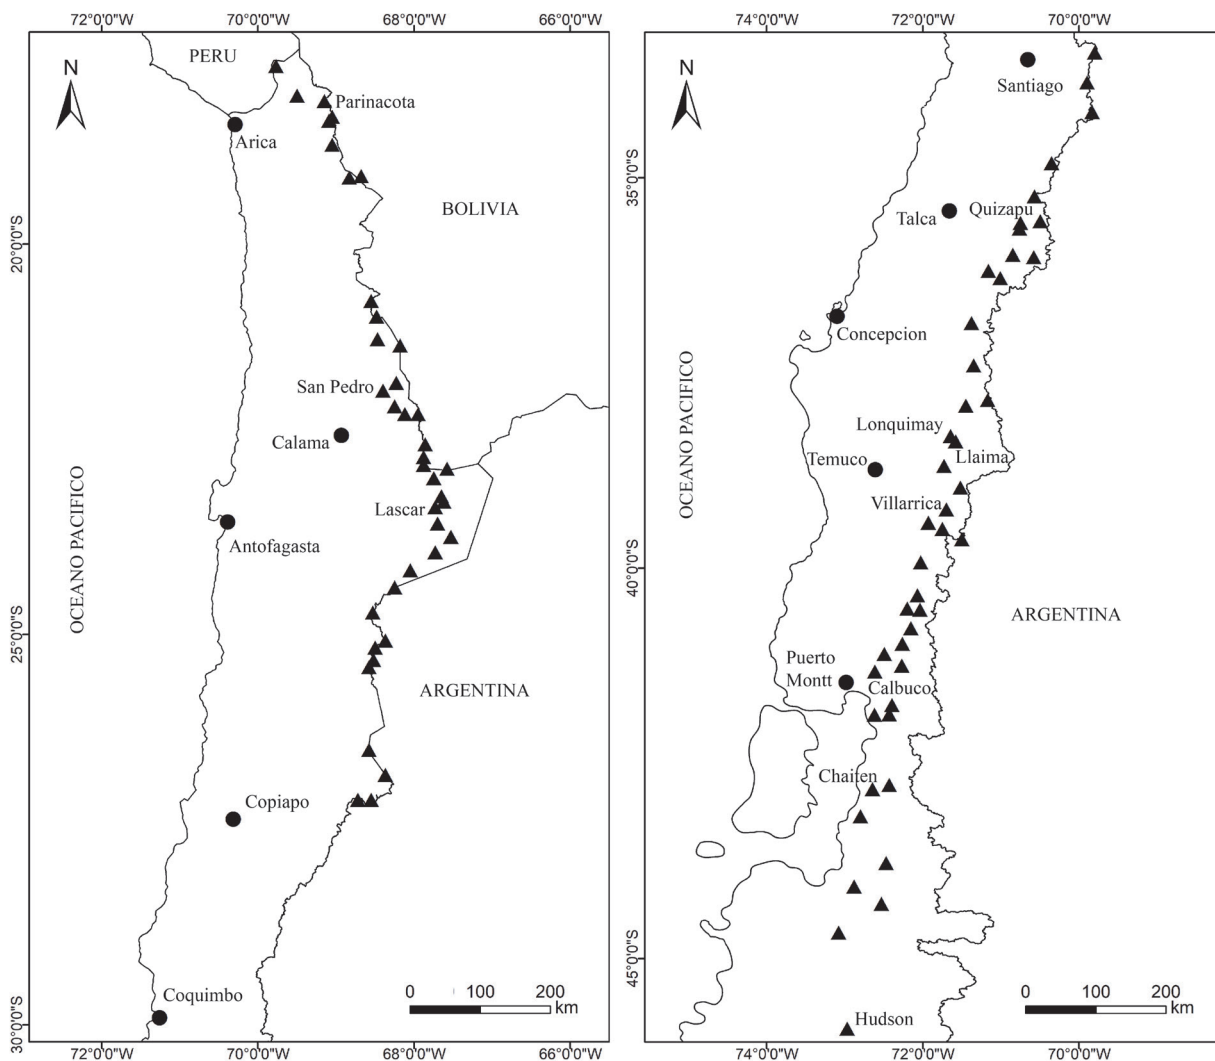 72°0'0"W
70°0'0"W
68°0'0"W
66°0'0"W
PERU
N
Parinacota
Arica
BOLIVIA
20°0'0"S
San Pedro
Calama
Lascar
Antofagasta
OCEANO PACIFICO
25°0'0"S
ARGENTINA
Copiapo
Coquimbo
0 100 200
km
30°0'0"S
72°0'0"W
70°0'0"W
68°0'0"W
66°0'0"W
74°0'0"W
72°0'0"W
70°0'0"W
N
Santiago
35°0'0"S
Quizapu
Talca
Concepcion
OCEANO PACIFICO
Lonquimay
Llaima
Temuco
Villarrica
40°0'0"S
ARGENTINA
Puerto
Montt
Calbuco
Chaiten
45°0'0"S
0 100 200
km
Hudson
74°0'0"W
72°0'0"W
70°0'0"W